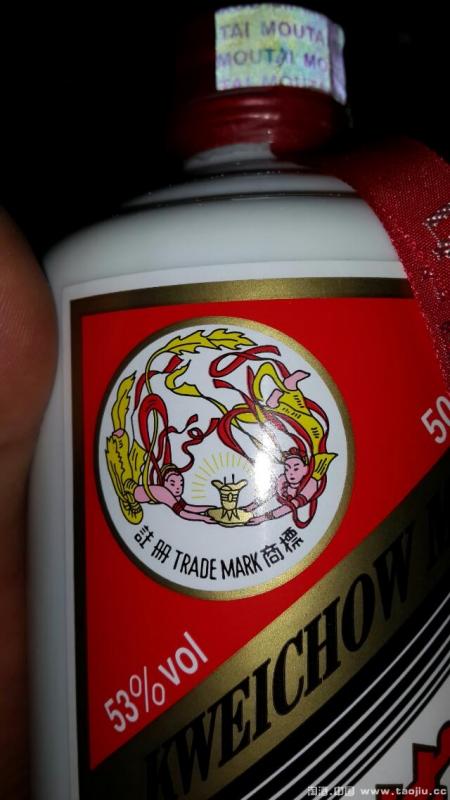 TAI MOUTA
MOUTAI MO
TAI MOUTA
註册 TRADE MARK 商標
50
53%vol
KWEICHOW
淘酒.中国 www.taojiu.cc